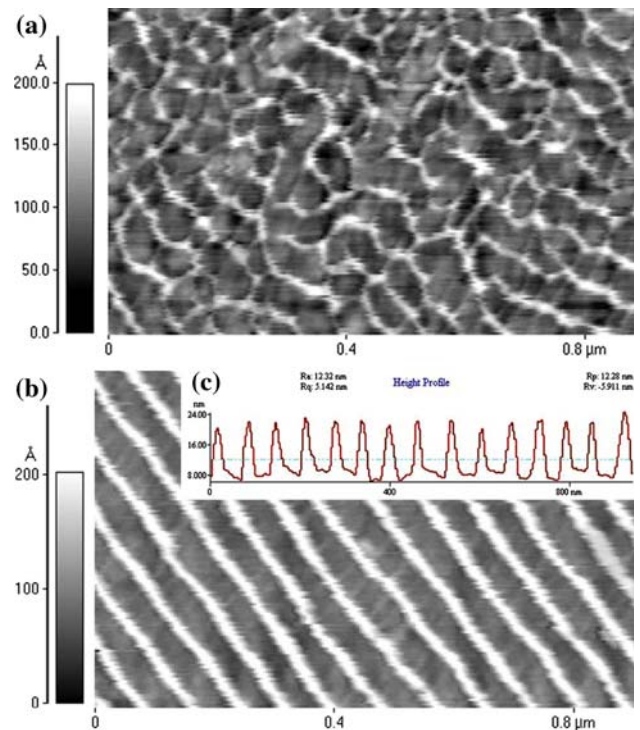 (a)
Å
200.0
150.0
100.0
50.0
0.0
0 0.4 0.8 µm
(b)
Å
200
100
0
(c)
Ra: 12.32 nm Rp: 12.28 nm
Rq: 5.142 nm Height Profile Rv: -5.911 nm
nm
24.00
16.00
8.000
0 400 800 nm
0 0.4 0.8 µm